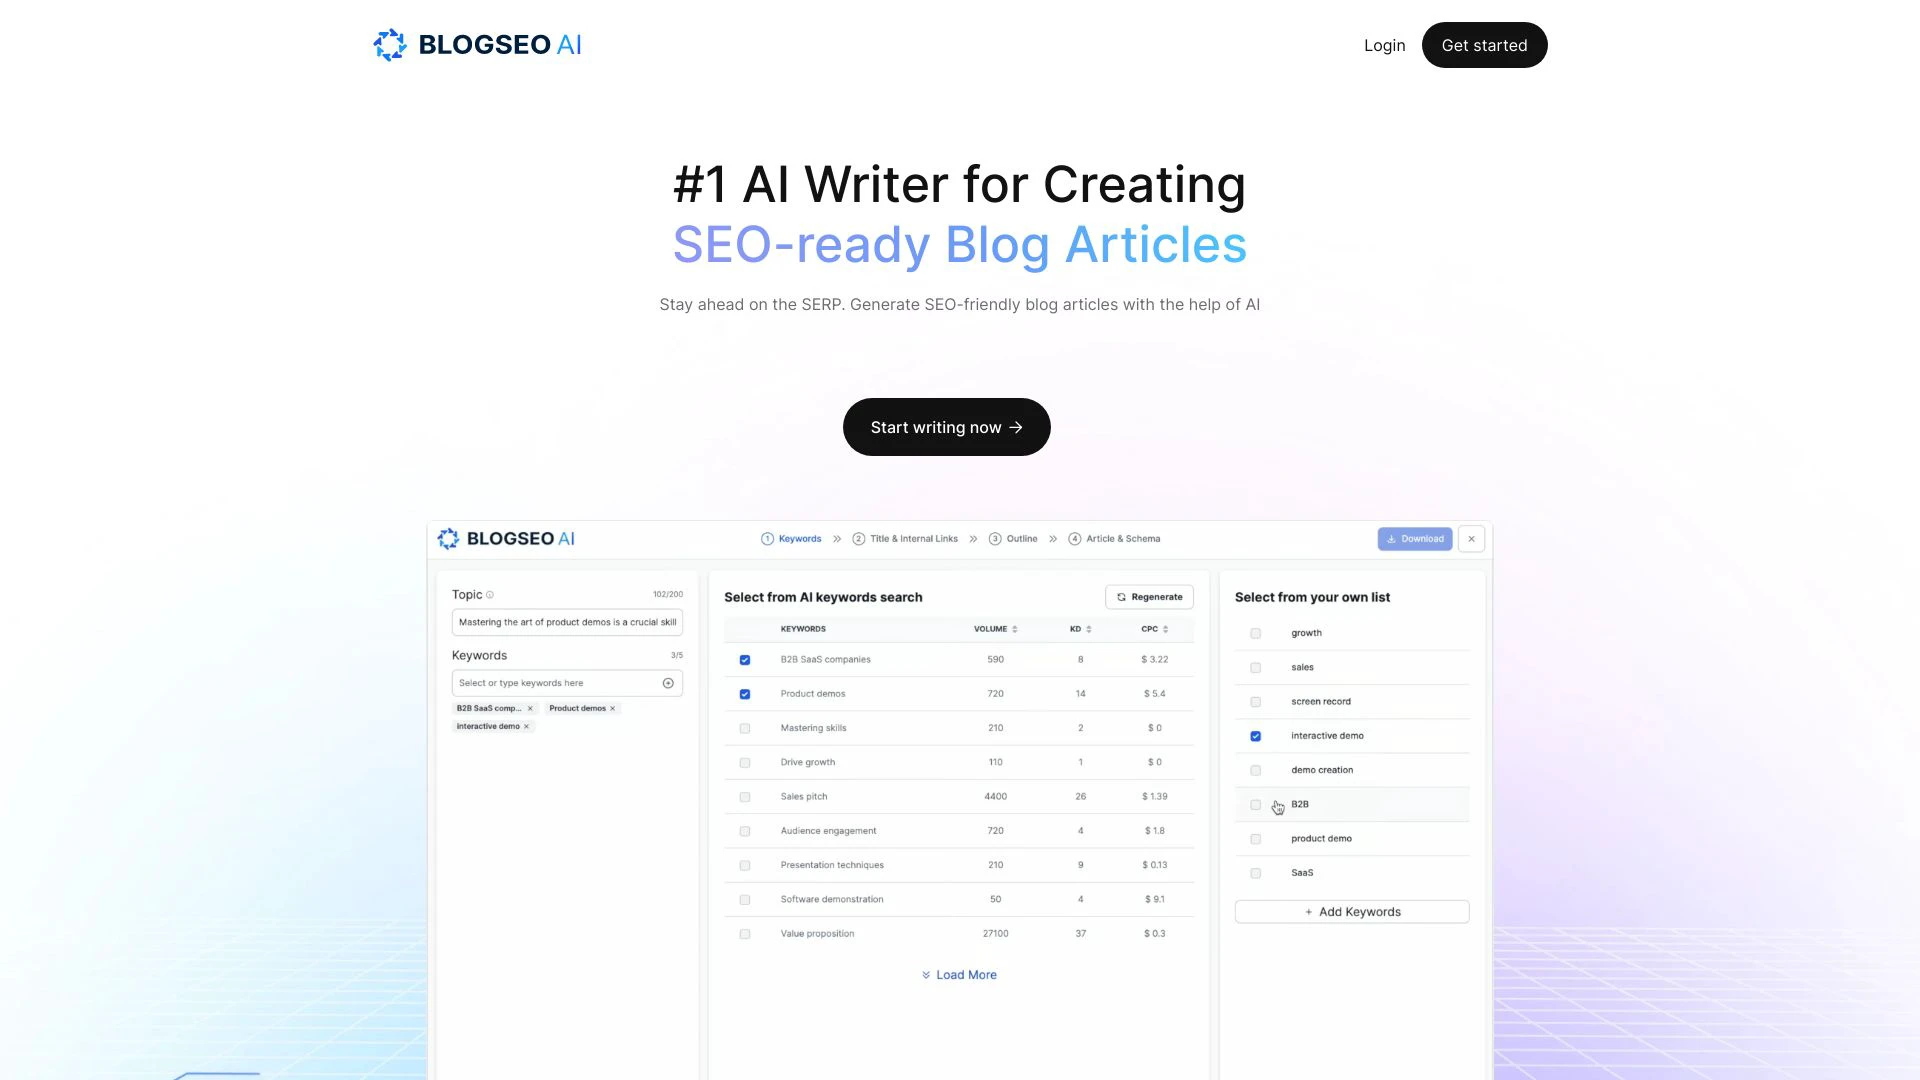 BLOGSEO AI
Login
Get started
#1 AI Writer for Creating
SEO-ready Blog Articles
Stay ahead on the SERP. Generate SEO-friendly blog articles with the help of AI
Start writing now →
BLOGSEO AI
1 Keywords » 2 Title & Internal Links » 3 Outline » 4 Article & Schema
Download
Topic 102/200
Mastering the art of product demos is a crucial skill
Keywords 3/5
Select or type keywords here
B2B SaaS comp... × Product demos ×
interactive demo ×
Select from AI keywords search
Regenerate
KEYWORDS VOLUME KD CPC
B2B SaaS companies 590 8 $ 3.22
Product demos 720 14 $ 5.4
Mastering skills 210 2 $ 0
Drive growth 110 1 $ 0
Sales pitch 4400 26 $ 1.39
Audience engagement 720 4 $ 1.8
Presentation techniques 210 9 $ 0.13
Software demonstration 50 4 $ 9.1
Value proposition 27100 37 $ 0.3
Load More
Select from your own list
growth
sales
screen record
interactive demo
demo creation
B2B
product demo
SaaS
+ Add Keywords